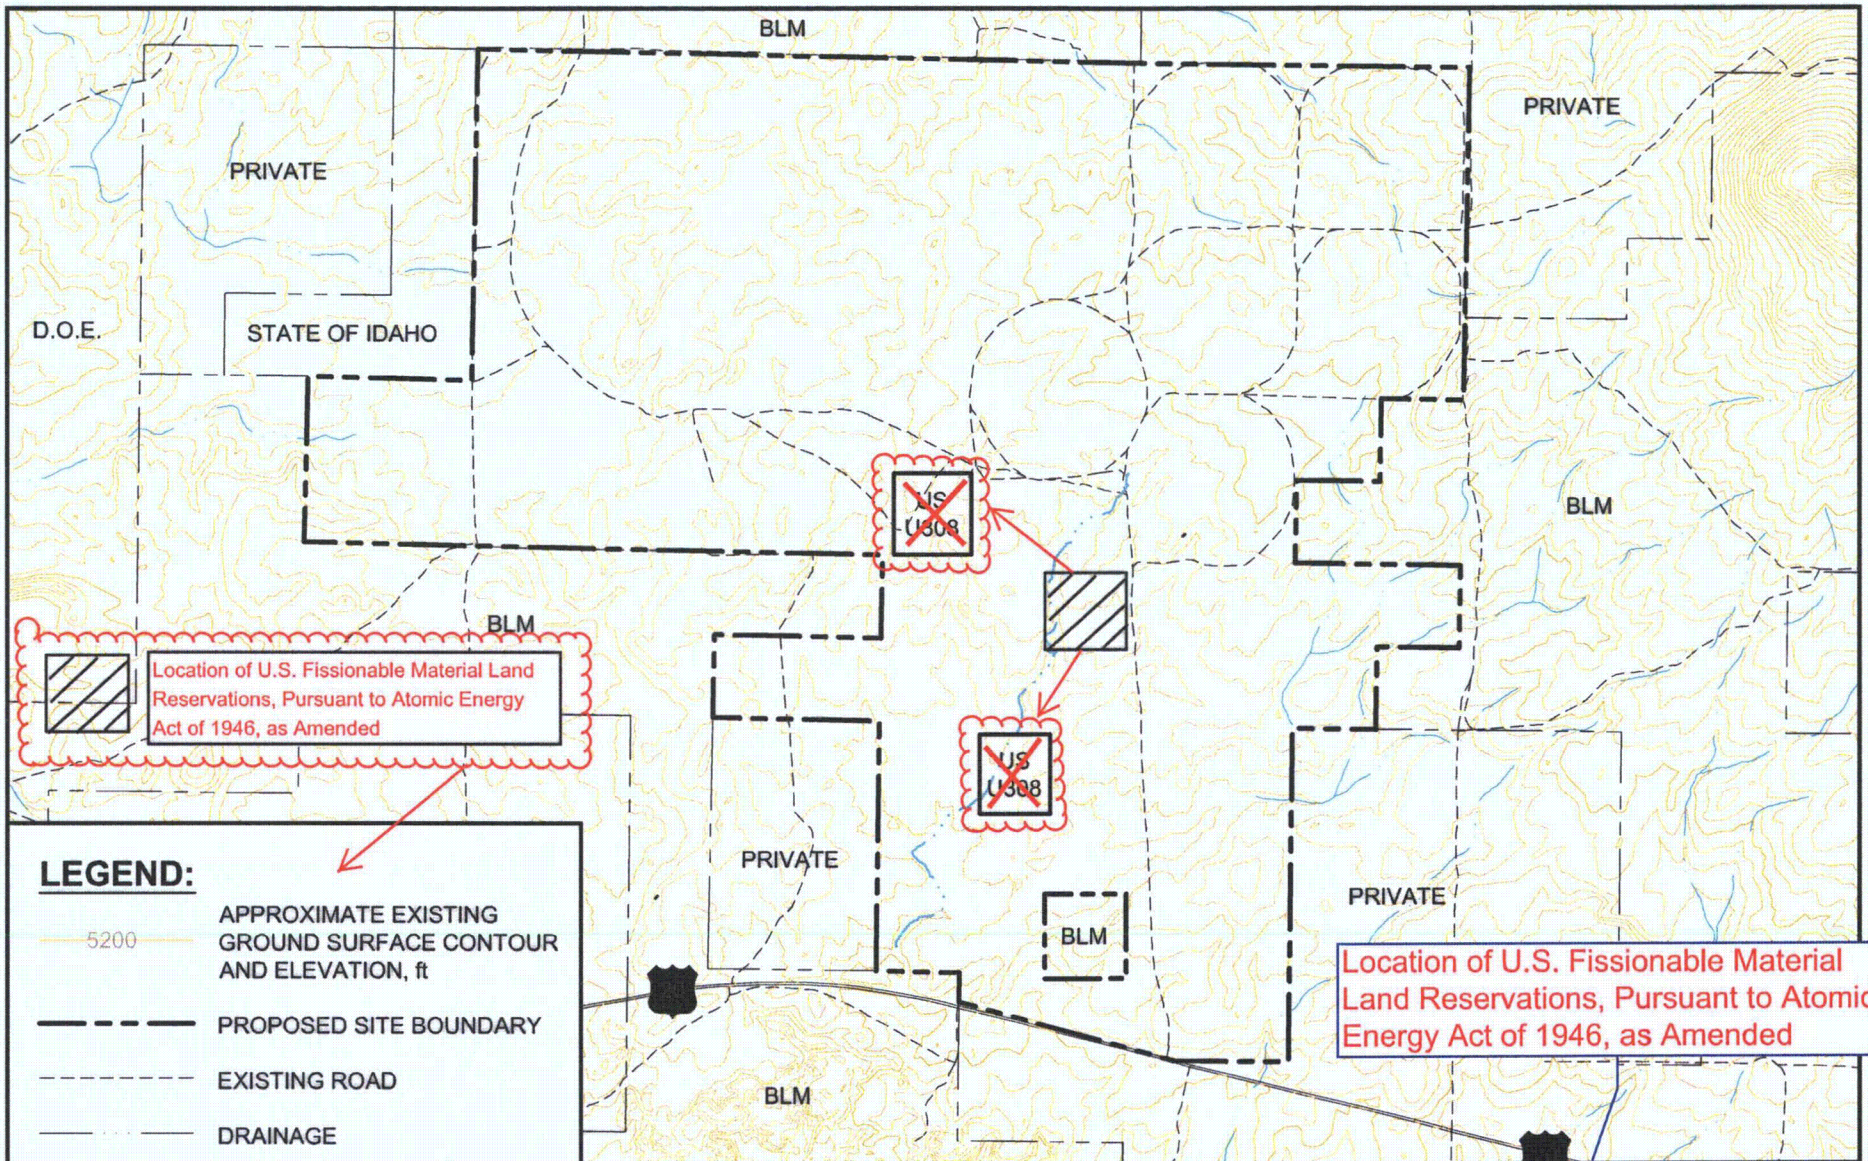 BLM
PRIVATE
PRIVATE
D.O.E.
STATE OF IDAHO
US
U308
BLM
BLM
Location of U.S. Fissionable Material Land
Reservations, Pursuant to Atomic Energy
Act of 1946, as Amended
US
U308
PRIVATE
PRIVATE
BLM
LEGEND:
5200
APPROXIMATE EXISTING
GROUND SURFACE CONTOUR
AND ELEVATION, ft
PROPOSED SITE BOUNDARY
EXISTING ROAD
DRAINAGE
BLM
Location of U.S. Fissionable Material
Land Reservations, Pursuant to Atomic
Energy Act of 1946, as Amended